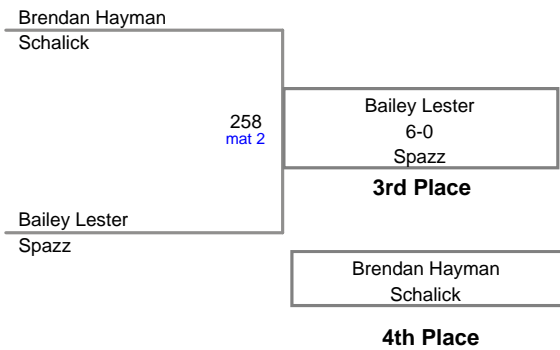 Brendan Hayman
Schalick
258
mat 2
Bailey Lester
6-0
Spazz
3rd Place
Bailey Lester
Spazz
Brendan Hayman
Schalick
4th Place